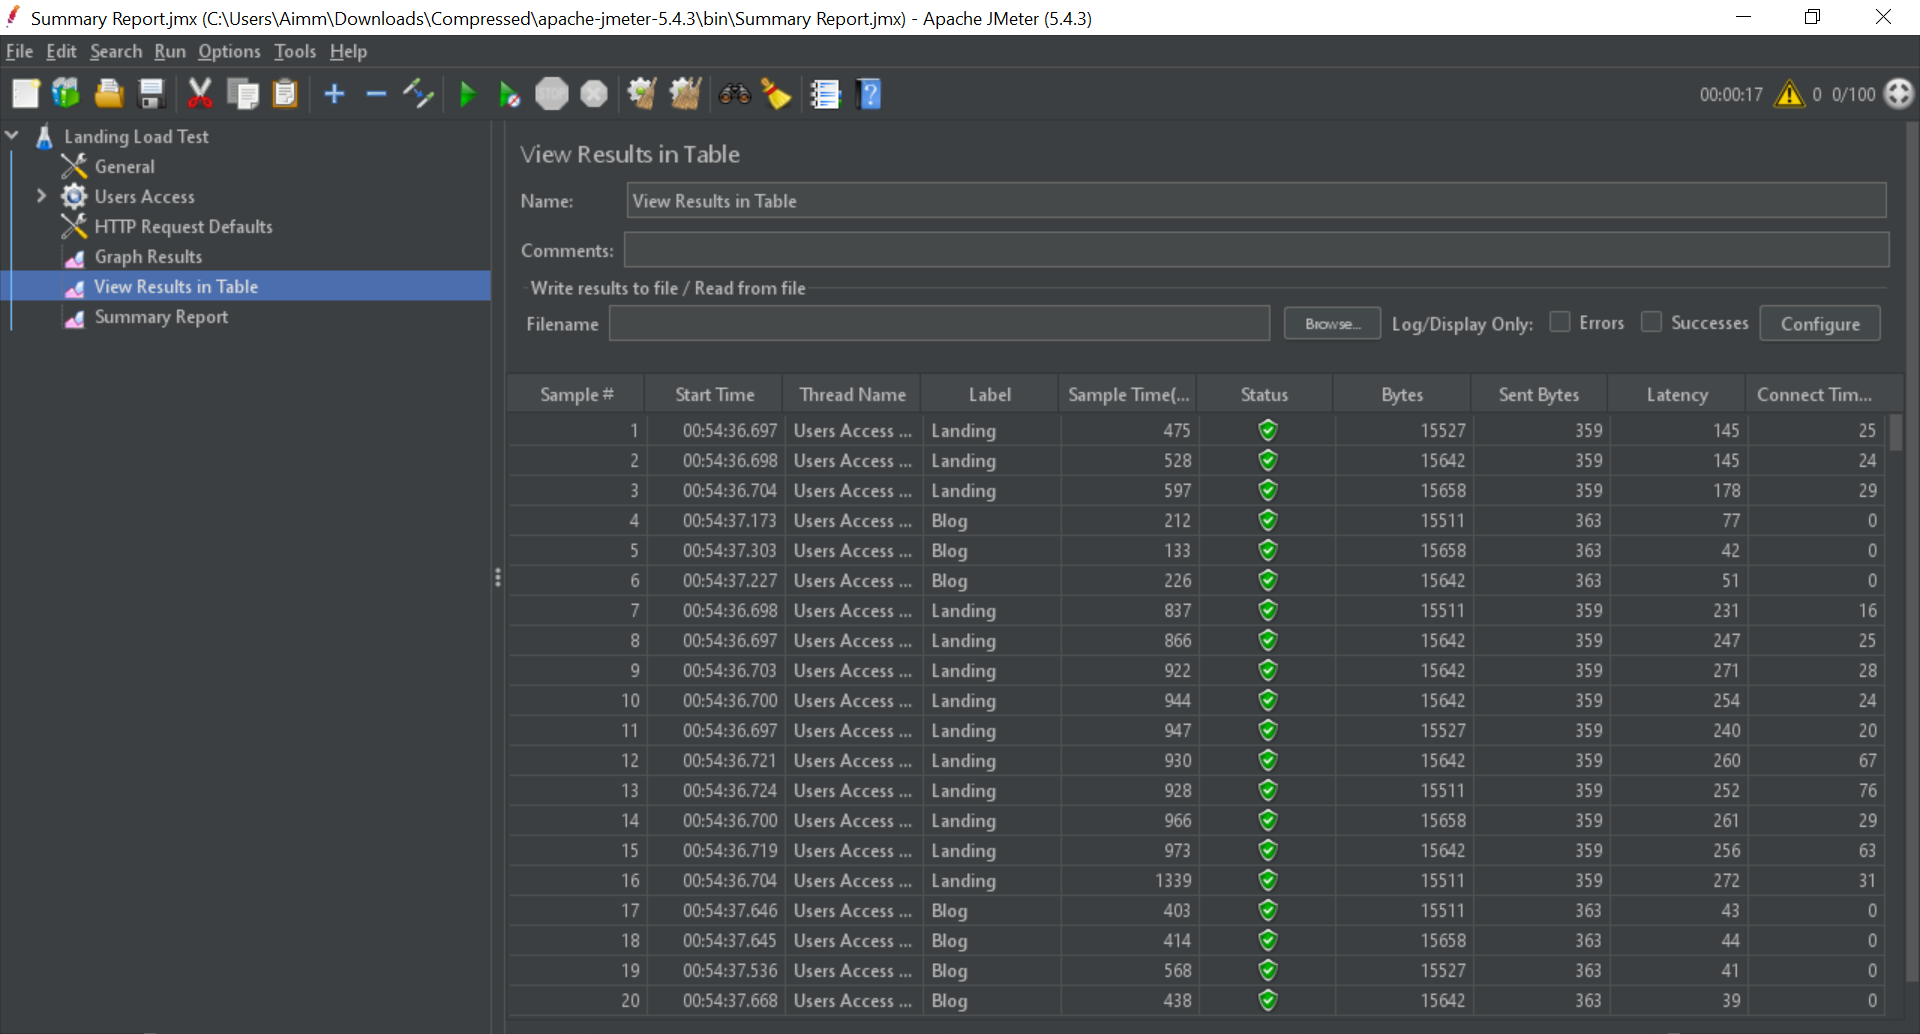 Summary Report.jmx (C:\Users\Aimm\Downloads\Compressed\apache-jmeter-5.4.3\bin\Summary Report.jmx) - Apache JMeter (5.4.3)
File Edit Search Run Options Tools Help
STOP
00:00:17 0 0/100
Landing Load Test
General
Users Access
HTTP Request Defaults
Graph Results
View Results in Table
Summary Report
View Results in Table
Name: View Results in Table
Comments:
Write results to file / Read from file
Filename Browse... Log/Display Only: Errors Successes Configure
Sample # Start Time Thread Name Label Sample Time(... Status Bytes Sent Bytes Latency Connect Tim...
1 00:54:36.697 Users Access ... Landing 475 15527 359 145 25
2 00:54:36.698 Users Access ... Landing 528 15642 359 145 24
3 00:54:36.704 Users Access ... Landing 597 15658 359 178 29
4 00:54:37.173 Users Access ... Blog 212 15511 363 77 0
5 00:54:37.303 Users Access ... Blog 133 15658 363 42 0
6 00:54:37.227 Users Access ... Blog 226 15642 363 51 0
7 00:54:36.698 Users Access ... Landing 837 15511 359 231 16
8 00:54:36.697 Users Access ... Landing 866 15642 359 247 25
9 00:54:36.703 Users Access ... Landing 922 15642 359 271 28
10 00:54:36.700 Users Access ... Landing 944 15642 359 254 24
11 00:54:36.697 Users Access ... Landing 947 15527 359 240 20
12 00:54:36.721 Users Access ... Landing 930 15642 359 260 67
13 00:54:36.724 Users Access ... Landing 928 15511 359 252 76
14 00:54:36.700 Users Access ... Landing 966 15658 359 261 29
15 00:54:36.719 Users Access ... Landing 973 15642 359 256 63
16 00:54:36.704 Users Access ... Landing 1339 15511 359 272 31
17 00:54:37.646 Users Access ... Blog 403 15511 363 43 0
18 00:54:37.645 Users Access ... Blog 414 15658 363 44 0
19 00:54:37.536 Users Access ... Blog 568 15527 363 41 0
20 00:54:37.668 Users Access ... Blog 438 15642 363 39 0